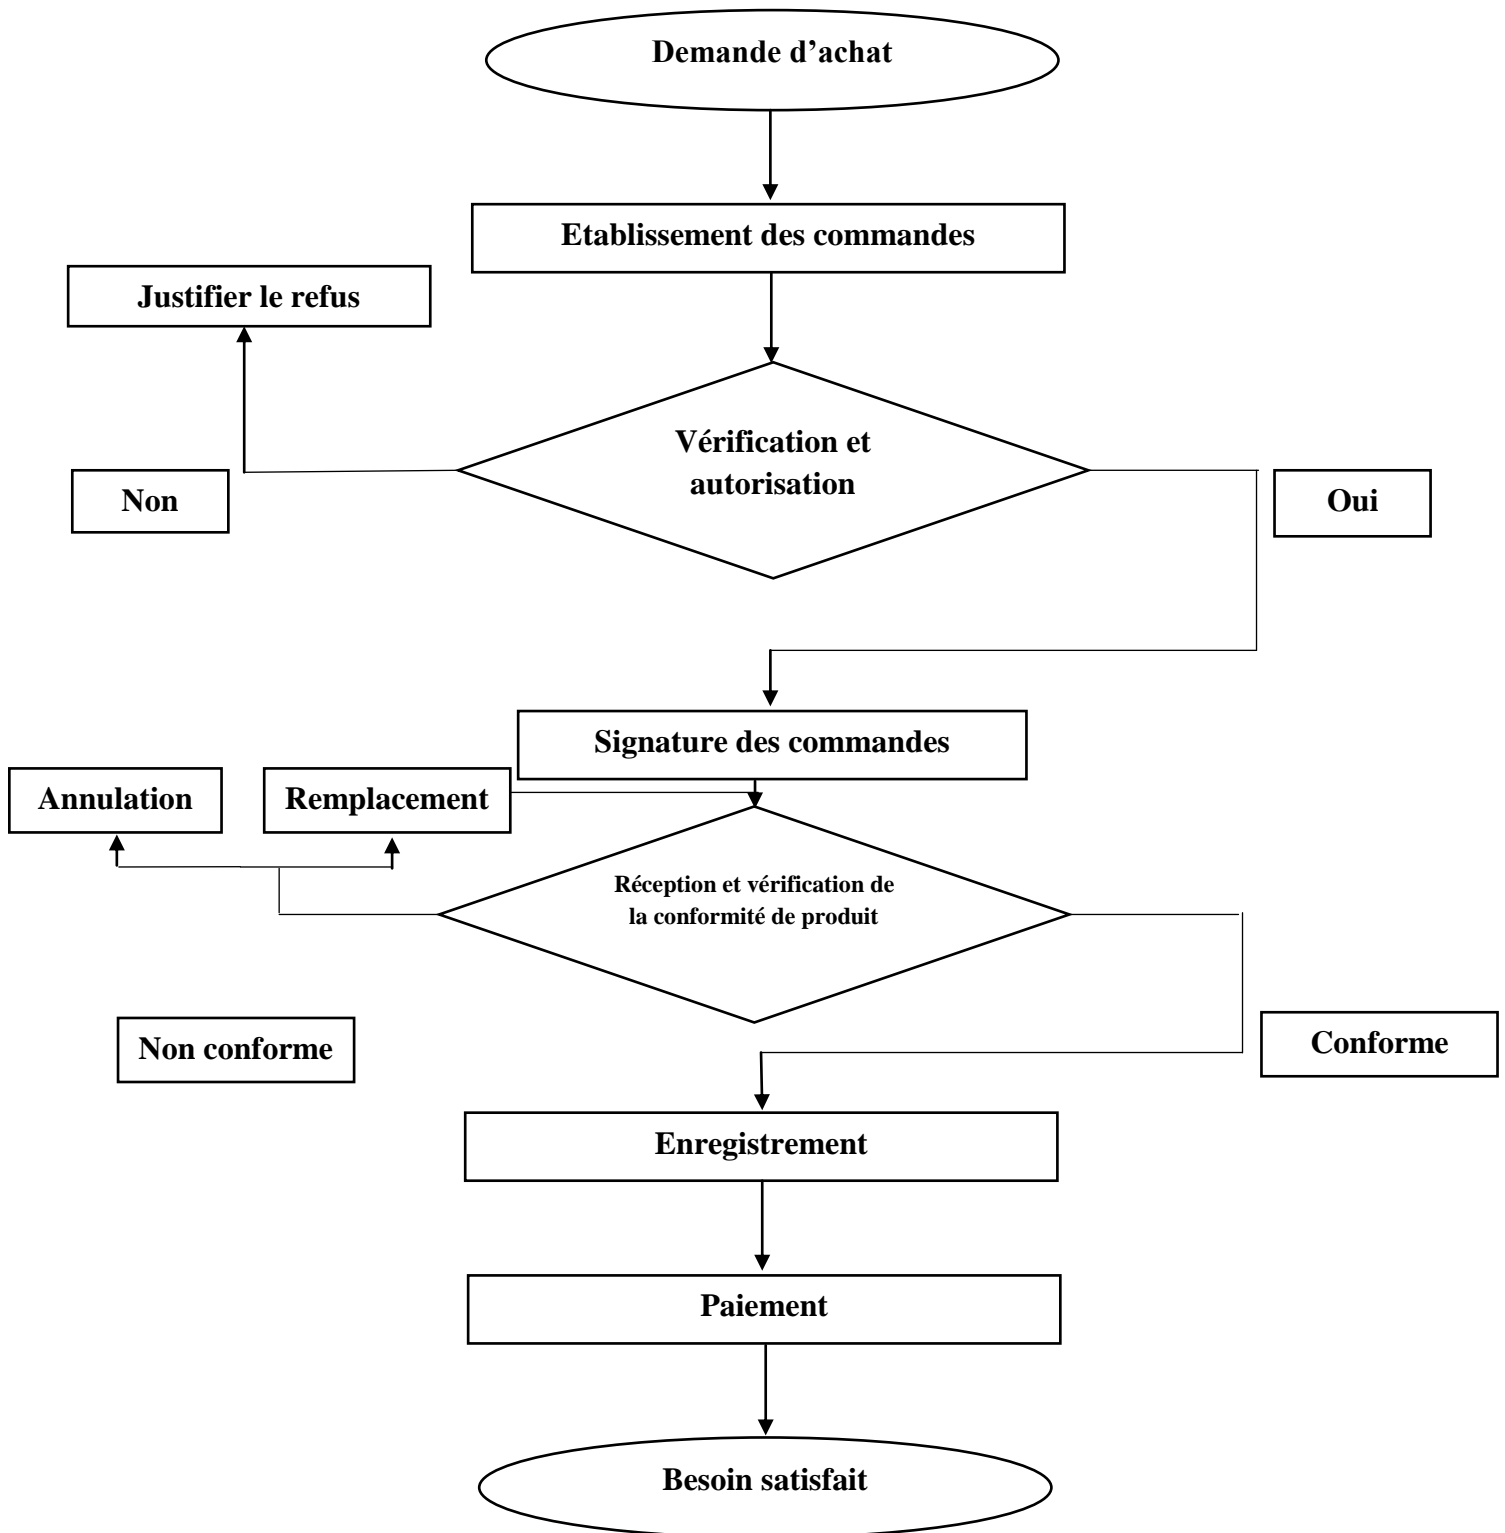 Demande d’achat
Etablissement des commandes
Justifier le refus
Vérification et
autorisation
Non
Oui
Signature des commandes
Annulation
Remplacement
Réception et vérification de
la conformité de produit
Non conforme
Conforme
Enregistrement
Paiement
Besoin satisfait